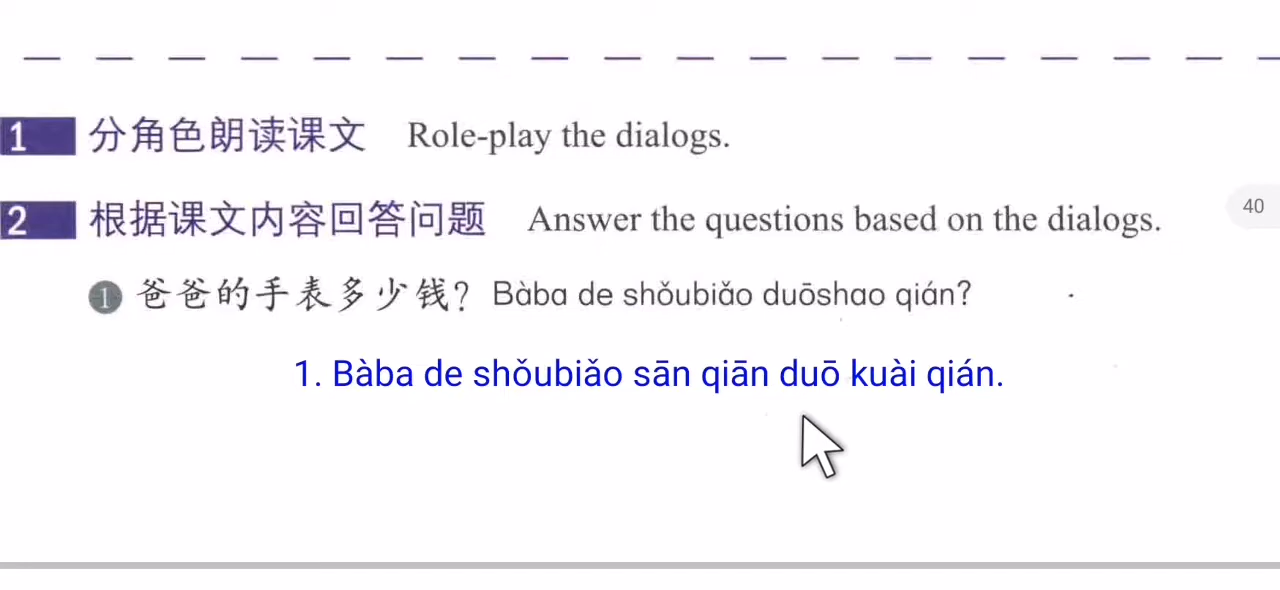 1 分角色朗读课文 Role-play the dialogs.
2 根据课文内容回答问题 Answer the questions based on the dialogs.
40
1 爸爸的手表多少钱? Bàba de shǒubiǎo duōshao qián?
1. Bàba de shǒubiǎo sān qiān duō kuài qián.